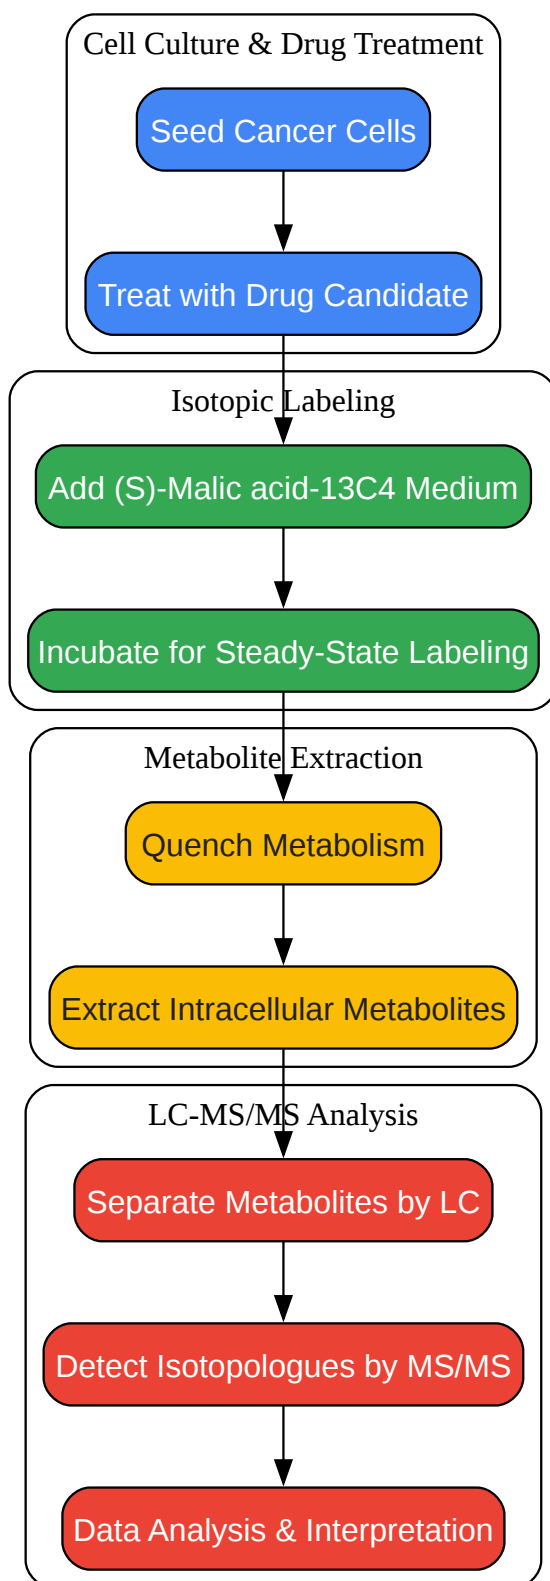 Cell Culture & Drug Treatment
Seed Cancer Cells
Treat with Drug Candidate
Isotopic Labeling
Add (S)-Malic acid-13C4 Medium
Incubate for Steady-State Labeling
Metabolite Extraction
Quench Metabolism
Extract Intracellular Metabolites
LC-MS/MS Analysis
Separate Metabolites by LC
Detect Isotopologues by MS/MS
Data Analysis & Interpretation